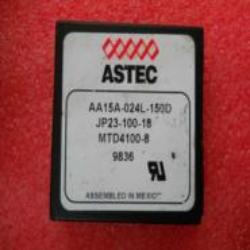 ASTEC
AA15A-024L-150D
JP23-100-18
MTD4100-8
9836
ASSEMBLED IN MEXICO